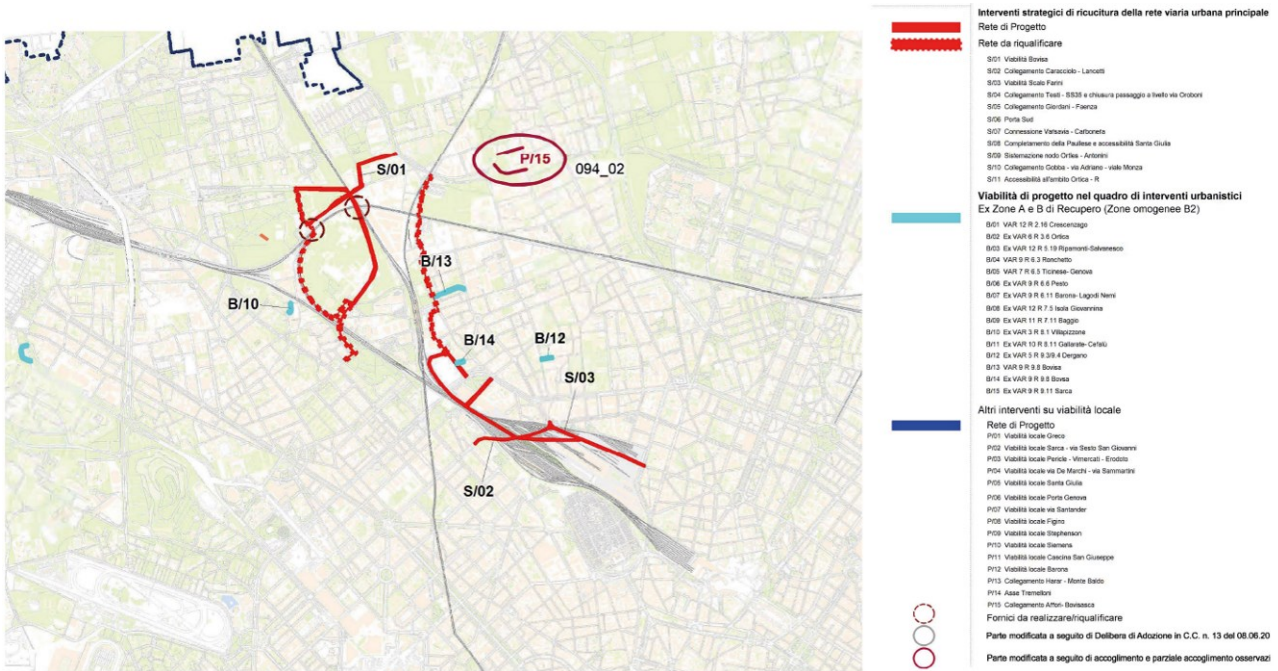 S/01
P/15
094_02
B/13
B/10
B/14
B/12
S/03
S/02
Interventi strategici di ricucitura della rete viaria urbana principale
Rete di Progetto
Rete da riqualificare
S/01 Viabilità Bovisa
S/02 Collegamento Caracciolo - Lancetti
S/03 Viabilità Scalo Farini
S/04 Collegamento Testi - SS35 e chiusura passaggio a livello via Oroboni
S/05 Collegamento Giordani - Faenza
S/06 Porta Sud
S/07 Connessione Valsavia - Carbonera
S/08 Completamento della Paullese e accessibilità Santa Giulia
S/09 Sistemazione nodo Ortles - Antonini
S/10 Collegamento Gobba - via Adriano - viale Monza
S/11 Accessibilità all'ambito Ortica - R
Viabilità di progetto nel quadro di interventi urbanistici
Ex Zone A e B di Recupero (Zone omogenee B2)
B/01 VAR 12 R 2.16 Crescenzago
B/02 Ex VAR 6 R 3.6 Ortica
B/03 Ex VAR 12 R 5.19 Ripamonti-Selvanesco
B/04 VAR 9 R 6.3 Ronchetto
B/05 VAR 7 R 6.5 Ticinese- Genova
B/06 Ex VAR 9 R 6.6 Pesto
B/07 Ex VAR 9 R 6.11 Barona- Lagodi Nemi
B/08 Ex VAR 12 R 7.5 Isola Giovannina
B/09 Ex VAR 11 R 7.11 Baggio
B/10 Ex VAR 3 R 8.1 Villapizzone
B/11 Ex VAR 10 R 8.11 Gallarate- Cefalù
B/12 Ex VAR 5 R 9.3/9.4 Dergano
B/13 VAR 9 R 9.8 Bovisa
B/14 Ex VAR 9 R 9.8 Bovisa
B/15 Ex VAR 9 R 9.11 Sarca
Altri interventi su viabilità locale
Rete di Progetto
P/01 Viabilità locale Greco
P/02 Viabilità locale Sarca - via Sesto San Giovanni
P/03 Viabilità locale Pericle - Vimercati - Erodoto
P/04 Viabilità locale via De Marchi - via Sammartini
P/05 Viabilità locale Santa Giulia
P/06 Viabilità locale Porta Genova
P/07 Viabilità locale via Santander
P/08 Viabilità locale Figino
P/09 Viabilità locale Stephenson
P/10 Viabilità locale Siemens
P/11 Viabilità locale Cascina San Giuseppe
P/12 Viabilità locale Barona
P/13 Collegamento Harar - Monte Baldo
P/14 Asse Tremelloni
P/15 Collegamento Affori- Bovisasca
Fornici da realizzare/riqualificare
Parte modificata a seguito di Delibera di Adozione in C.C. n. 13 del 08.06.20
Parte modificata a seguito di accoglimento e parziale accoglimento osservazi